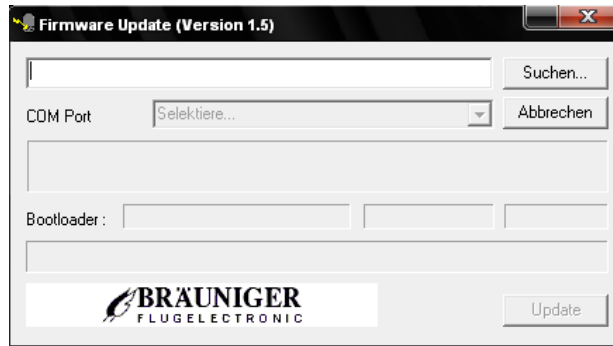 Firmware Update (Version 1.5)
Suchen...
COM Port Selektiere... Abbrechen
Bootloader :
BRÄUNIGER
FLUGELECTRONIC
Update